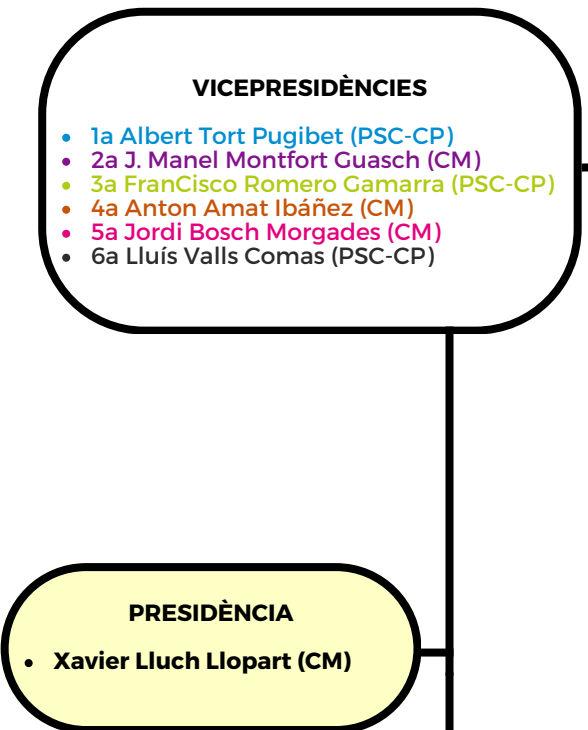 VICEPRESIDÈNCIES
• 1a Albert Tort Pugibet (PSC-CP)
• 2a J. Manel Montfort Guasch (CM)
• 3a FranCisco Romero Gamarra (PSC-CP)
• 4a Anton Amat Ibáñez (CM)
• 5a Jordi Bosch Morgades (CM)
• 6a Lluís Valls Comas (PSC-CP)
PRESIDÈNCIA
• Xavier Lluch Llopart (CM)